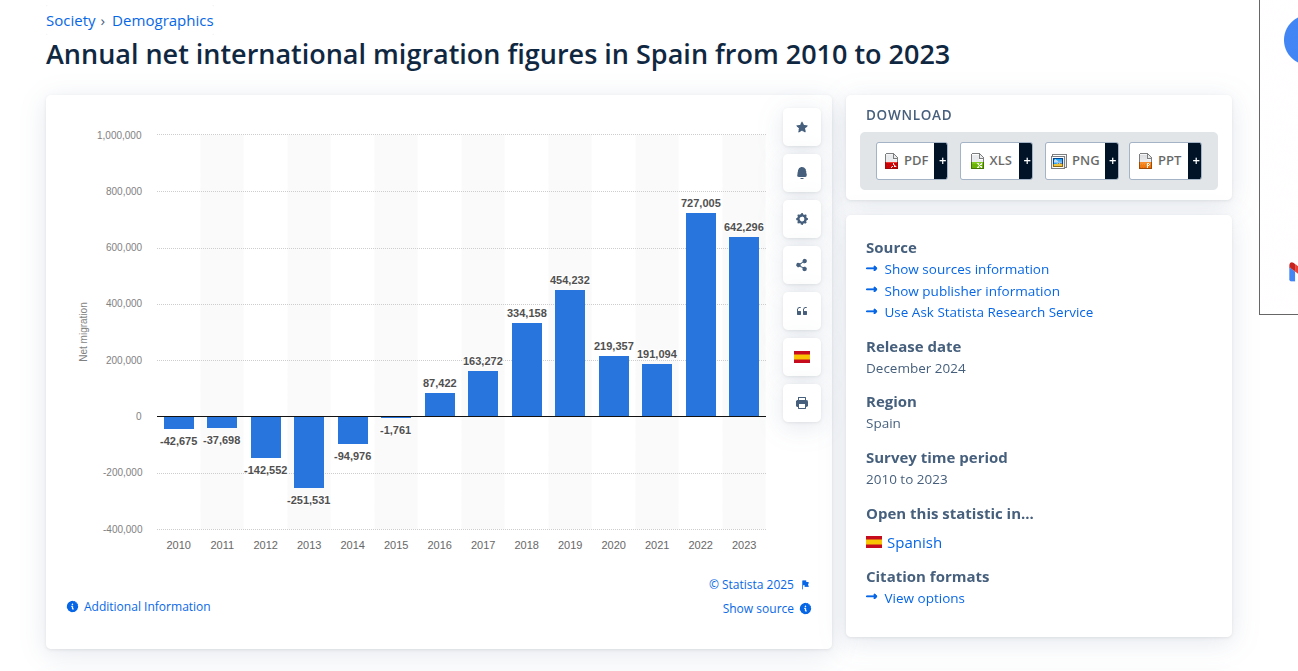 Society › Demographics
Annual net international migration figures in Spain from 2010 to 2023
1,000,000
800,000
600,000
400,000
200,000
0
-200,000
-400,000
Net migration
-42,675
-37,698
-142,552
-251,531
-94,976
-1,761
87,422
163,272
334,158
454,232
219,357
191,094
727,005
642,296
2010 2011 2012 2013 2014 2015 2016 2017 2018 2019 2020 2021 2022 2023
© Statista 2025
Additional Information
Show source
DOWNLOAD
PDF + XLS + PNG + PPT +
Source
Show sources information
Show publisher information
Use Ask Statista Research Service
Release date
December 2024
Region
Spain
Survey time period
2010 to 2023
Open this statistic in...
Spanish
Citation formats
View options